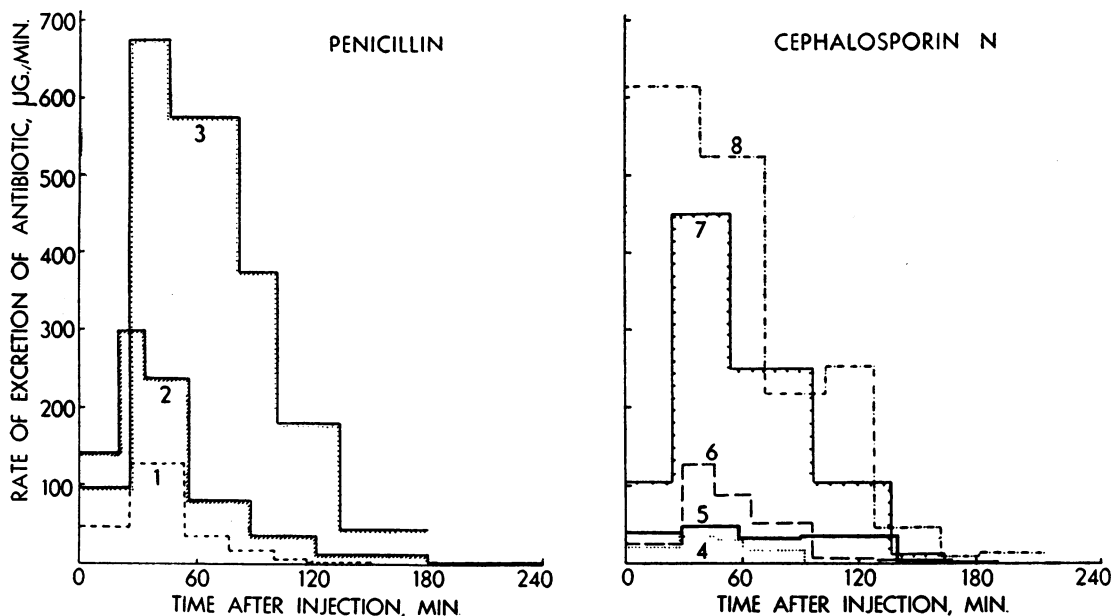 RATE OF EXCRETION OF ANTIBIOTIC, µG./MIN.
700
600
500
400
300
200
100
PENICILLIN
3
2
1
0 60 120 180 240
TIME AFTER INJECTION, MIN.
CEPHALOSPORIN N
8
7
6
5
4
0 60 120 180 240
TIME AFTER INJECTION, MIN.